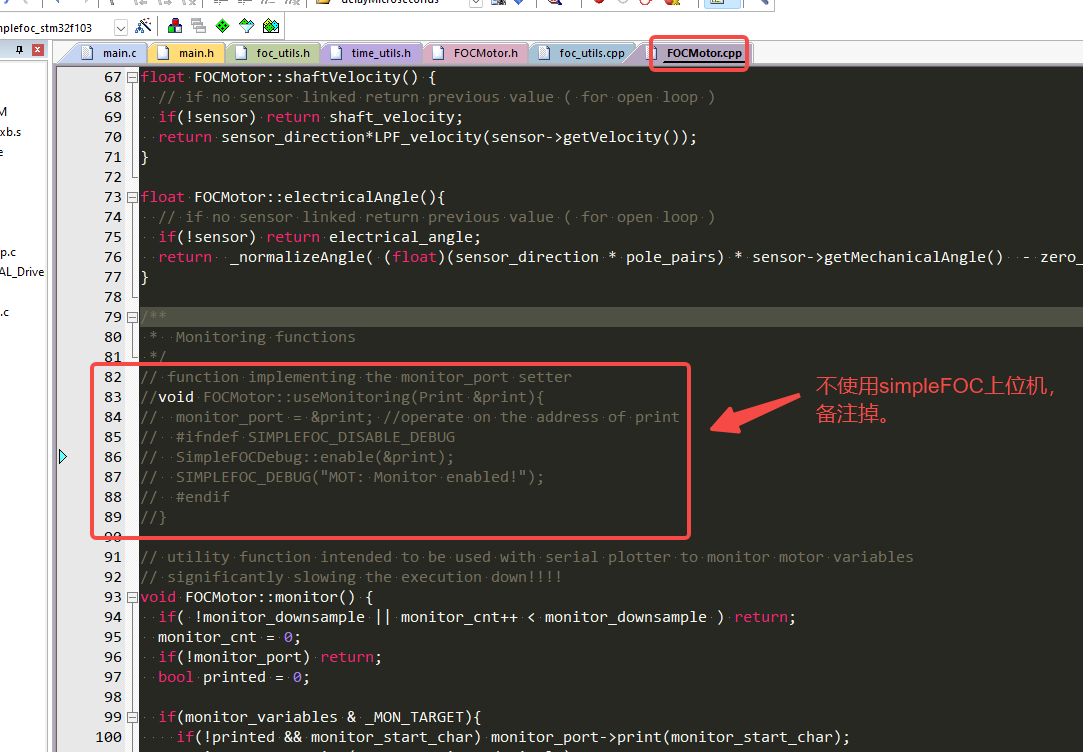 delayMicroseconds
mplefoc_stm32f103
main.c
main.h
foc_utils.h
time_utils.h
FOCMotor.h
foc_utils.cpp
FOCMotor.cpp
M
xb.s
e
p.c
AL_Drive
.c
67 float FOCMotor::shaftVelocity() {
68 // if no sensor linked return previous value ( for open loop )
69 if(!sensor) return shaft_velocity;
70 return sensor_direction*LPF_velocity(sensor->getVelocity());
71 }
72
73 float FOCMotor::electricalAngle(){
74 // if no sensor linked return previous value ( for open loop )
75 if(!sensor) return electrical_angle;
76 return  _normalizeAngle( (float)(sensor_direction * pole_pairs) * sensor->getMechanicalAngle()  - zero_
77 }
78
79 /**
80 *  Monitoring functions
81 */
82 // function implementing the monitor_port setter
83 //void FOCMotor::useMonitoring(Print &print){
84 //  monitor_port = &print; //operate on the address of print
85 //  #ifndef SIMPLEFOC_DISABLE_DEBUG
86 //  SimpleFOCDebug::enable(&print);
87 //  SIMPLEFOC_DEBUG("MOT: Monitor enabled!");
88 //  #endif
89 //}
90
91 // utility function intended to be used with serial plotter to monitor motor variables
92 // significantly slowing the execution down!!!!
93 void FOCMotor::monitor() {
94 if( !monitor_downsample || monitor_cnt++ < monitor_downsample ) return;
95 monitor_cnt = 0;
96 if(!monitor_port) return;
97 bool printed = 0;
98
99 if(monitor_variables & _MON_TARGET){
100 if(!printed && monitor_start_char) monitor_port->print(monitor_start_char);
不使用simpleFOC上位机，
备注掉。